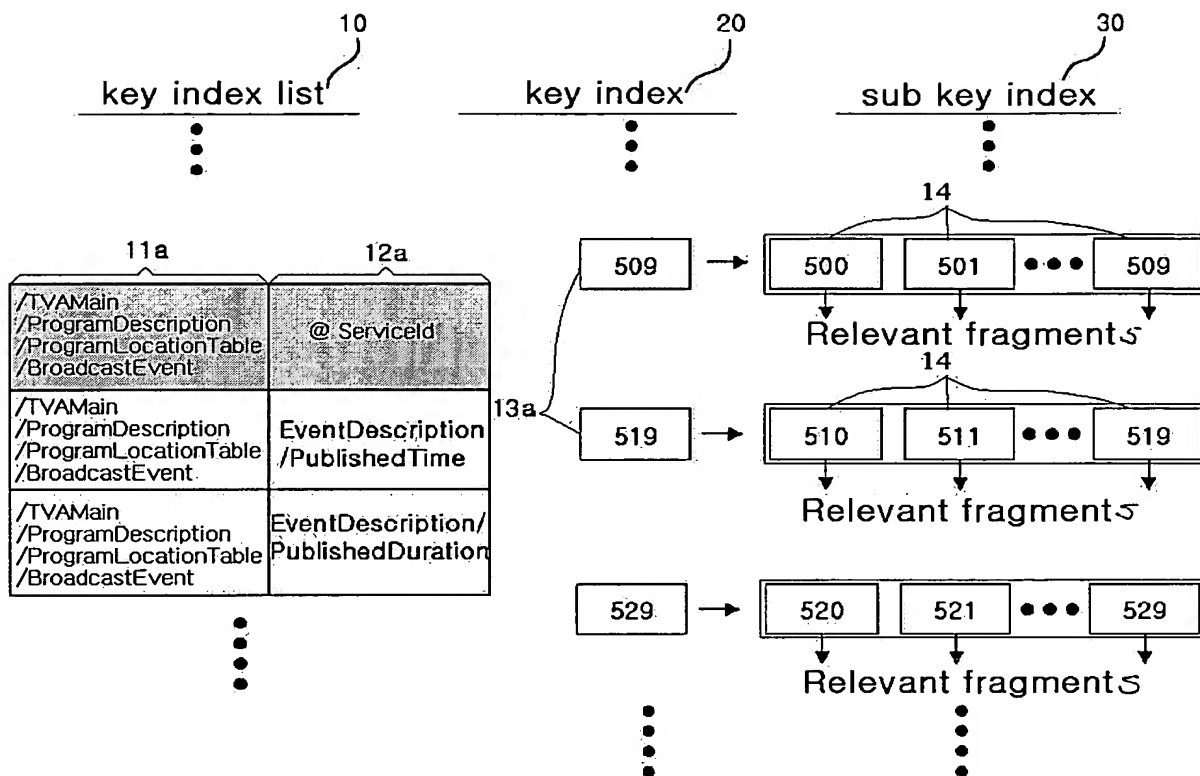 10
20
30
key index list
key index
sub key index
14
11a
12a
509
500
501
509
/TVAMain
/ProgramDescription
/ProgramLocationTable
/BroadcastEvent
@ ServiceId
Relevant fragments
14
13a
/TVAMain
/ProgramDescription
/ProgramLocationTable
/BroadcastEvent
EventDescription
/PublishedTime
519
510
511
519
Relevant fragments
/TVAMain
/ProgramDescription
/ProgramLocationTable
/BroadcastEvent
EventDescription/
PublishedDuration
529
520
521
529
Relevant fragments